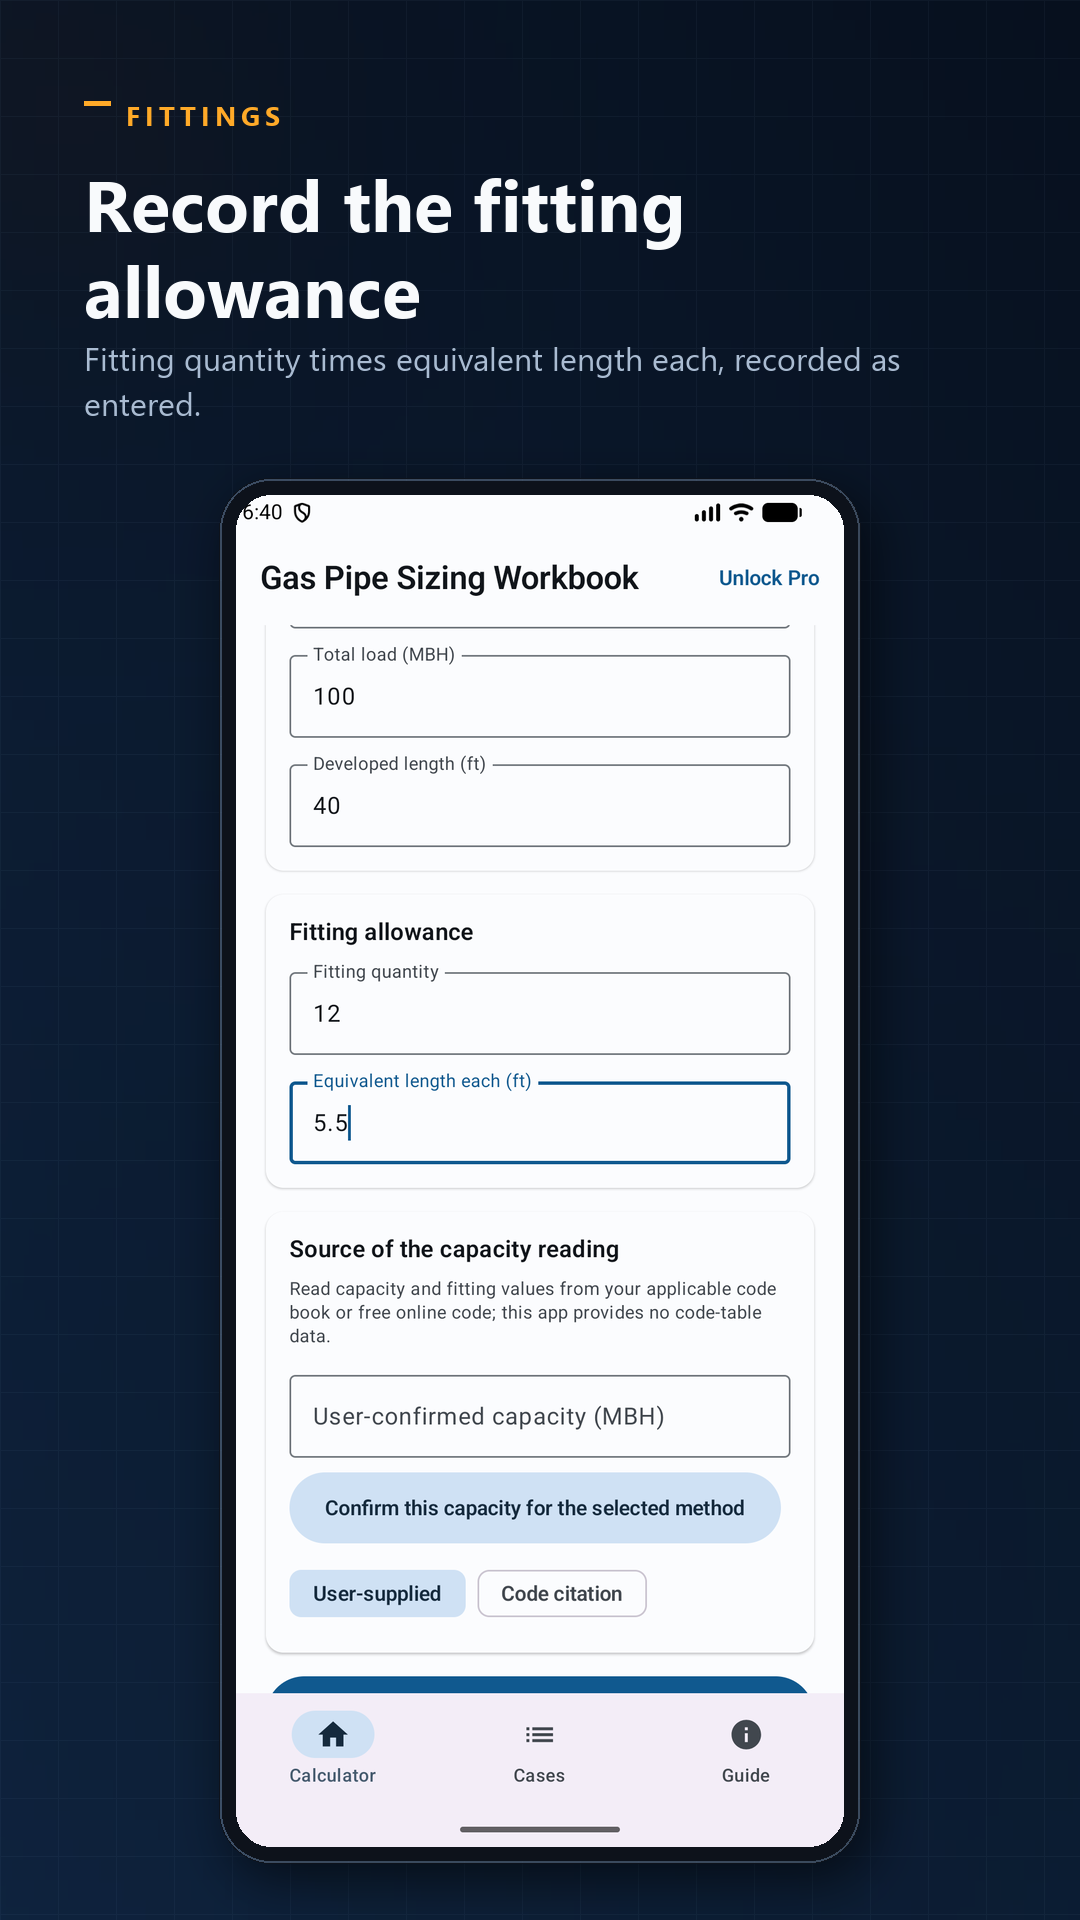 FITTINGS
Record the fitting
allowance
Fitting quantity times equivalent length each, recorded as
entered.
6:40
Gas Pipe Sizing Workbook
Unlock Pro
Total load (MBH)
100
Developed length (ft)
40
Fitting allowance
Fitting quantity
12
Equivalent length each (ft)
5.5
Source of the capacity reading
Read capacity and fitting values from your applicable code
book or free online code; this app provides no code-table
data.
User-confirmed capacity (MBH)
Confirm this capacity for the selected method
User-supplied
Code citation
Calculator
Cases
Guide